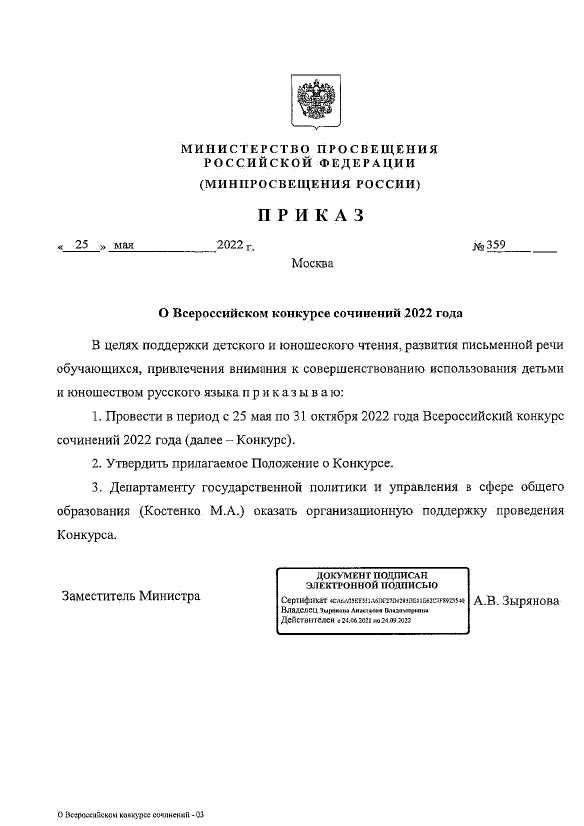 МИНИСТЕРСТВО ПРОСВЕЩЕНИЯ
РОССИЙСКОЙ ФЕДЕРАЦИИ
(МИНПРОСВЕЩЕНИЯ РОССИИ)
ПРИКАЗ
« 25 » мая 2022 г. № 359
Москва
О Всероссийском конкурсе сочинений 2022 года
В целях поддержки детского и юношеского чтения, развития письменной речи
обучающихся, привлечения внимания к совершенствованию использования детьми
и юношеством русского языка п р и к а з ы в а ю:
1. Провести в период с 25 мая по 31 октября 2022 года Всероссийский конкурс
сочинений 2022 года (далее – Конкурс).
2. Утвердить прилагаемое Положение о Конкурсе.
3. Департаменту государственной политики и управления в сфере общего
образования (Костенко М.А.) оказать организационную поддержку проведения
Конкурса.
Заместитель Министра
ДОКУМЕНТ ПОДПИСАН
ЭЛЕКТРОННОЙ ПОДПИСЬЮ
Сертификат
Владелец Зырянова Анастасия Владимировна
Действителен с 24.06.2021 по 24.09.2022
А.В. Зырянова
О Всероссийском конкурсе сочинений - 03